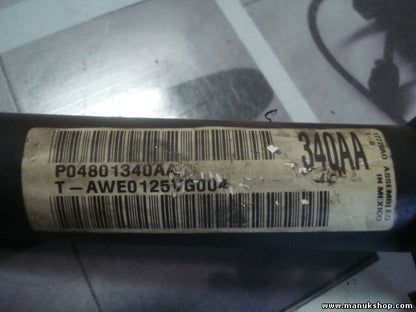 P04801340AA
T-AWE0125VG004
340AA
ASSEMBLED
IN MEXICO
www.manukshop.com